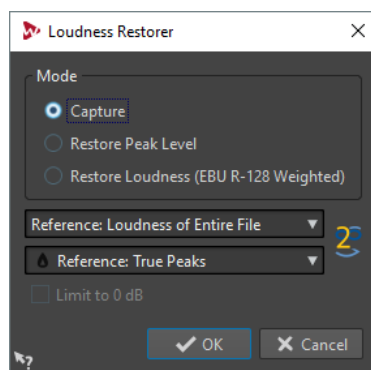 Loudness Restorer
Mode
Capture
Restore Peak Level
Restore Loudness (EBU R-128 Weighted)
Reference: Loudness of Entire File
2
Reference: True Peaks
Limit to 0 dB
OK
Cancel
?